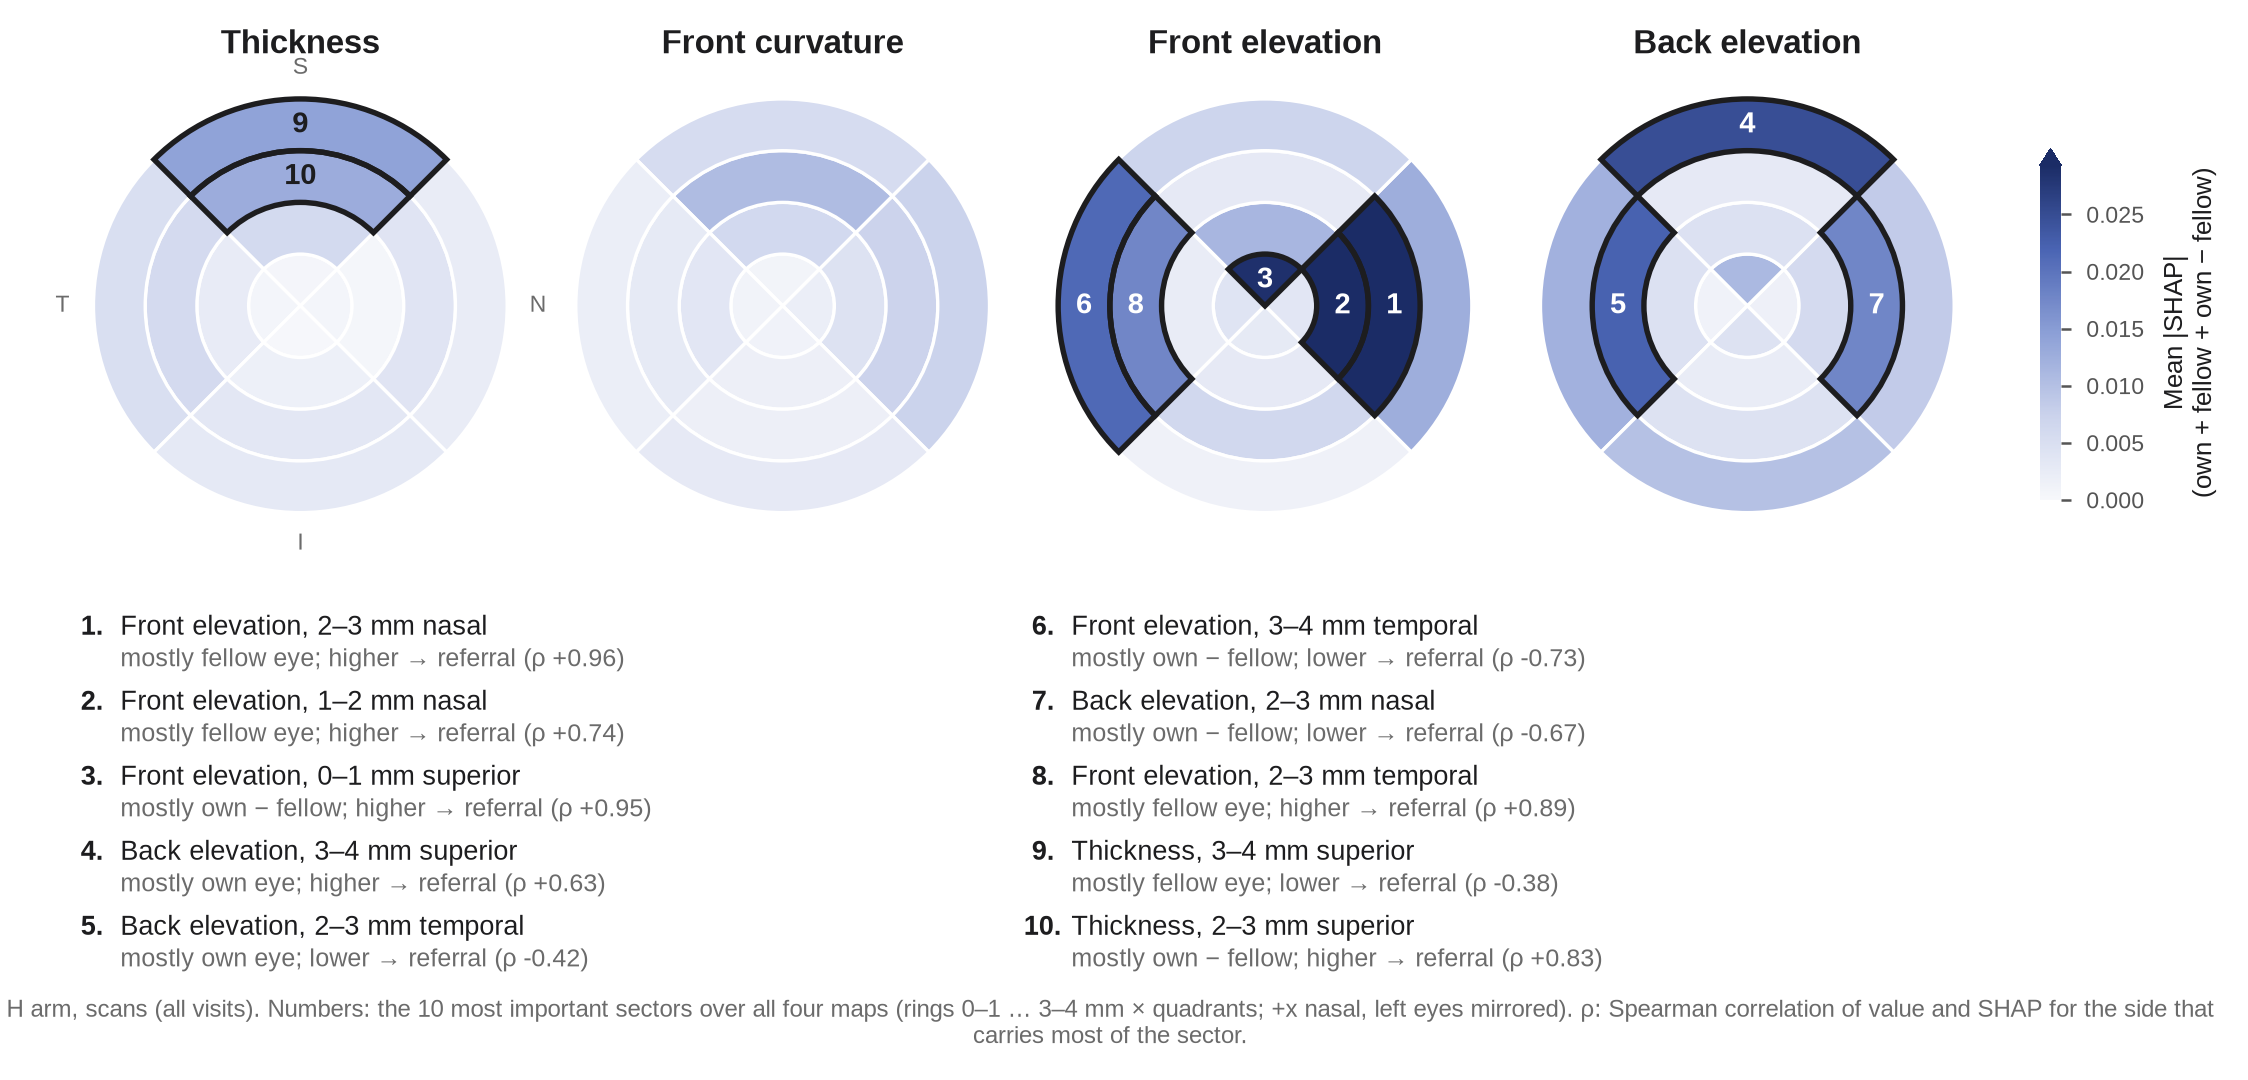 Thickness
Front curvature
Front elevation
Back elevation
S
T
N
I
9
10
6
8
3
2
1
4
5
7
0.025
0.020
0.015
0.010
0.005
0.000
Mean |SHAP|
(own + fellow + own − fellow)
1. Front elevation, 2–3 mm nasal
mostly fellow eye; higher → referral (ρ +0.96)
2. Front elevation, 1–2 mm nasal
mostly fellow eye; higher → referral (ρ +0.74)
3. Front elevation, 0–1 mm superior
mostly own − fellow; higher → referral (ρ +0.95)
4. Back elevation, 3–4 mm superior
mostly own eye; higher → referral (ρ +0.63)
5. Back elevation, 2–3 mm temporal
mostly own eye; lower → referral (ρ -0.42)
6. Front elevation, 3–4 mm temporal
mostly own − fellow; lower → referral (ρ -0.73)
7. Back elevation, 2–3 mm nasal
mostly own − fellow; lower → referral (ρ -0.67)
8. Front elevation, 2–3 mm temporal
mostly fellow eye; higher → referral (ρ +0.89)
9. Thickness, 3–4 mm superior
mostly fellow eye; lower → referral (ρ -0.38)
10. Thickness, 2–3 mm superior
mostly own − fellow; higher → referral (ρ +0.83)
H arm, scans (all visits). Numbers: the 10 most important sectors over all four maps (rings 0–1 … 3–4 mm × quadrants; +x nasal, left eyes mirrored). ρ: Spearman correlation of value and SHAP for the side that
carries most of the sector.